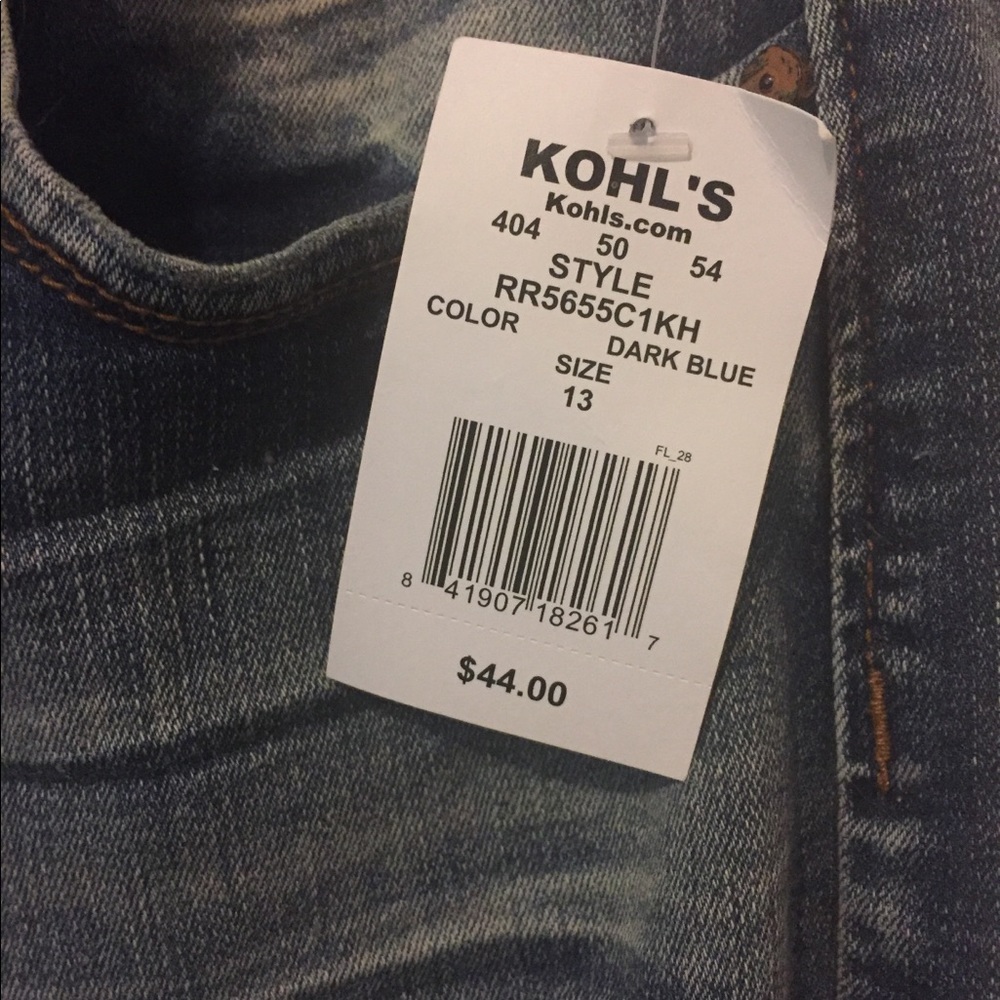 KOHL'S
Kohls.com
404 50 54
STYLE
RR5655C1KH
COLOR DARK BLUE
SIZE
13
FL_28
8 41907 18261 7
$44.00